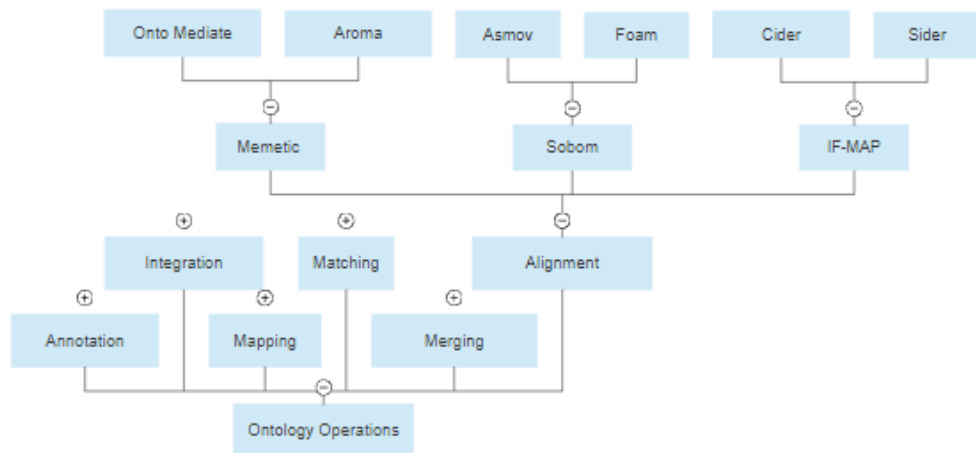 Onto Mediate
Aroma
Asmov
Foam
Cider
Sider
Memetic
Sobom
IF-MAP
Integration
Matching
Alignment
Annotation
Mapping
Merging
Ontology Operations